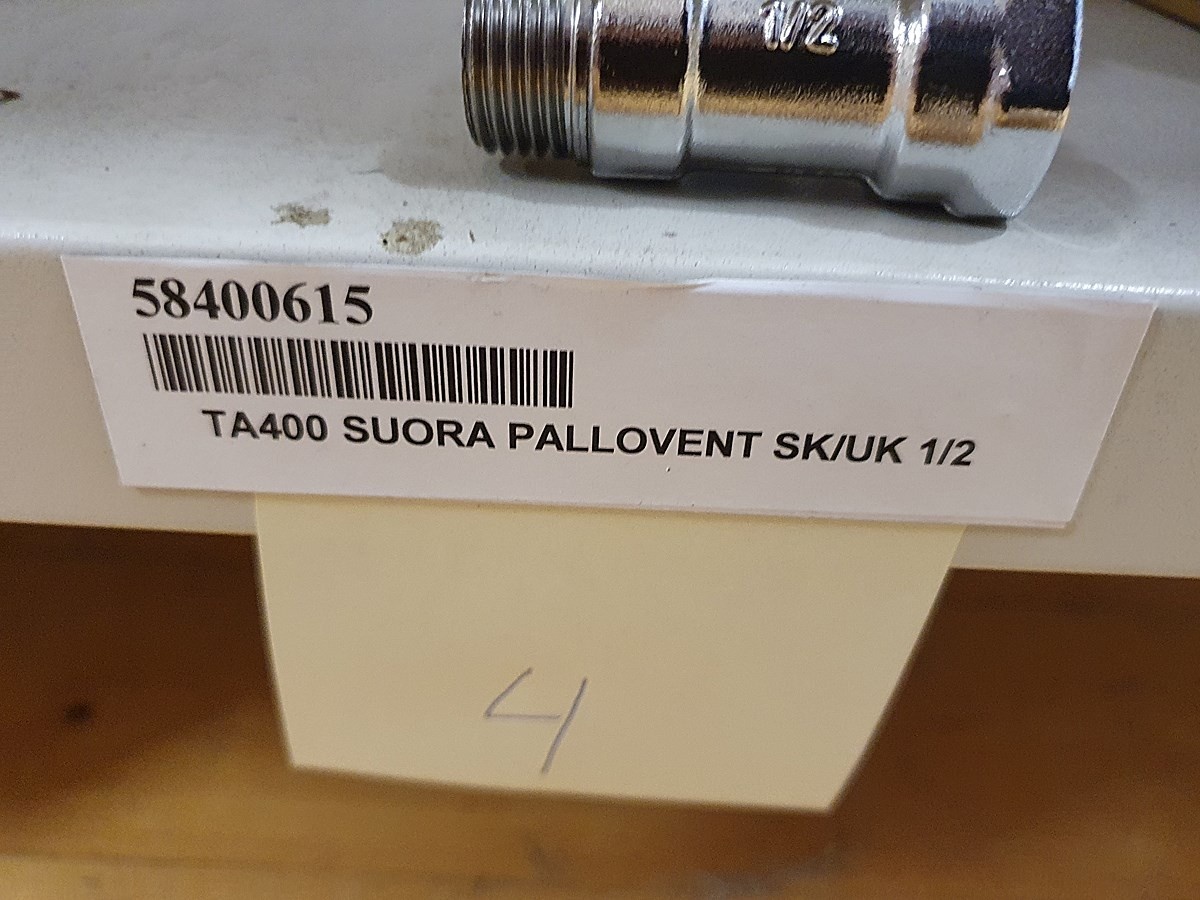 1/2
58400615
TA400 SUORA PALLOVENT SK/UK 1/2
4